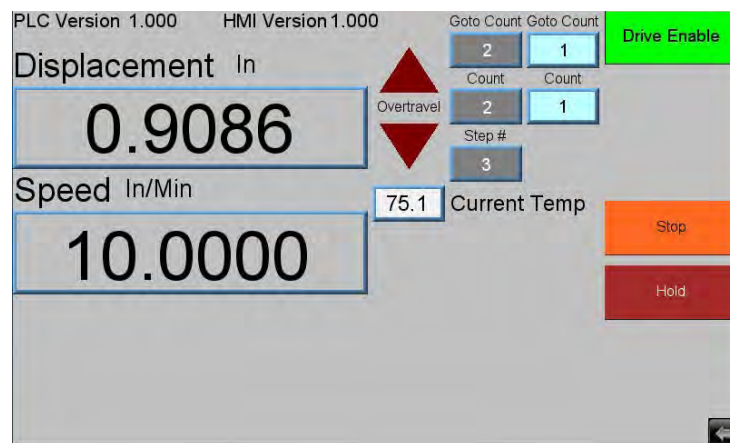 PLC Version 1.000 HMI Version 1.000
Goto Count Goto Count
Drive Enable
2 1
Displacement In
Count Count
0.9086
Overtravel
2 1
Step #
3
Speed In/Min
75.1 Current Temp
10.0000
Stop
Hold